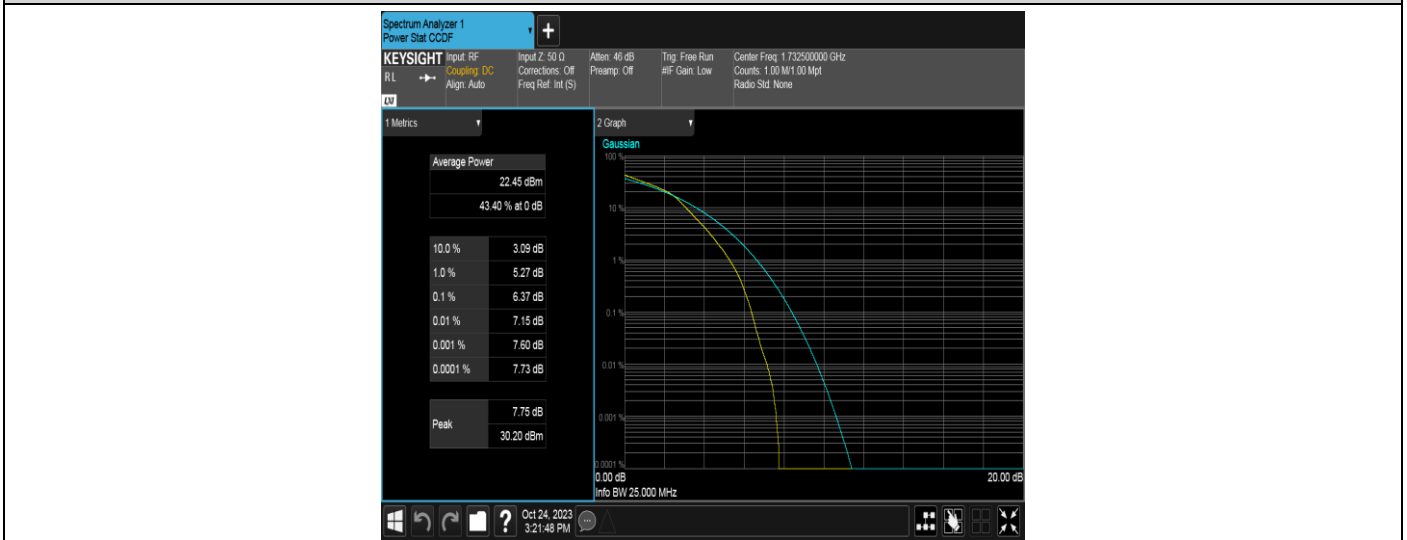 Spectrum Analyzer 1
Power Stat CCDF
+
KEYSIGHT
RL
LXI
Input: RF
Coupling: DC
Align: Auto
Input Z: 50 Ω
Corrections: Off
Freq Ref: Int (S)
Atten: 46 dB
Preamp: Off
Trig: Free Run
#IF Gain: Low
Center Freq: 1.732500000 GHz
Counts: 1.00 M/1.00 Mpt
Radio Std: None
1 Metrics
Average Power
22.45 dBm
43.40 % at 0 dB
10.0 % 3.09 dB
1.0 % 5.27 dB
0.1 % 6.37 dB
0.01 % 7.15 dB
0.001 % 7.60 dB
0.0001 % 7.73 dB
Peak
7.75 dB
30.20 dBm
2 Graph
Gaussian
100 %
10 %
1 %
0.1 %
0.01 %
0.001 %
0.0001 %
0.00 dB 20.00 dB
Info BW 25.000 MHz
?
Oct 24, 2023
3:21:48 PM